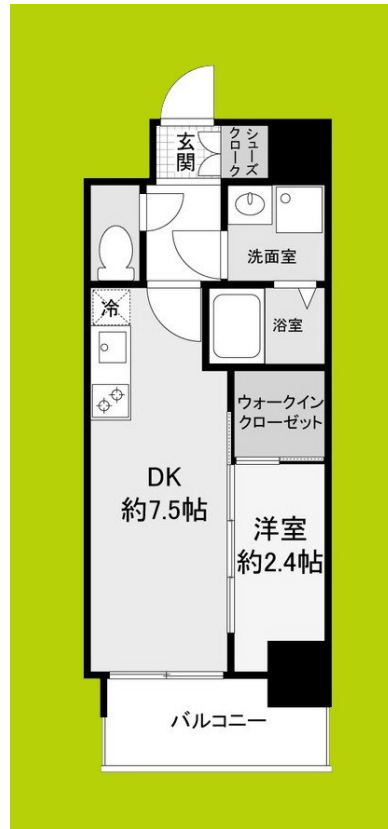 玄関
シューズ
クローク
洗面室
冷
浴室
ウォークイン
クローゼット
DK
約7.5帖
洋室
約2.4帖
バルコニー